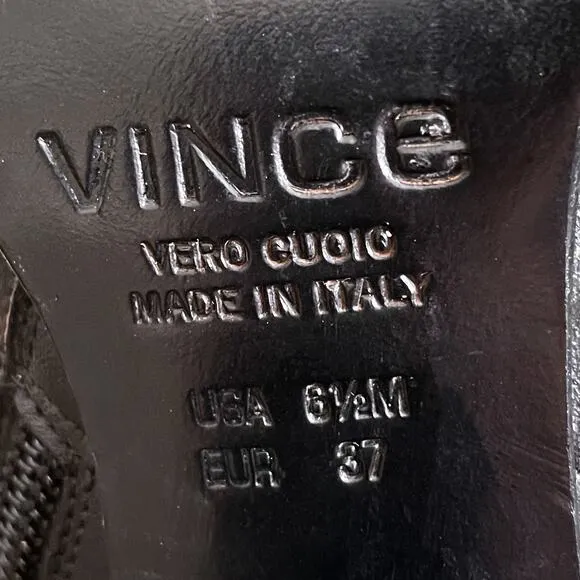 VINCe
VERO CUOIO
MADE IN ITALY
USA 6½M
EUR 37